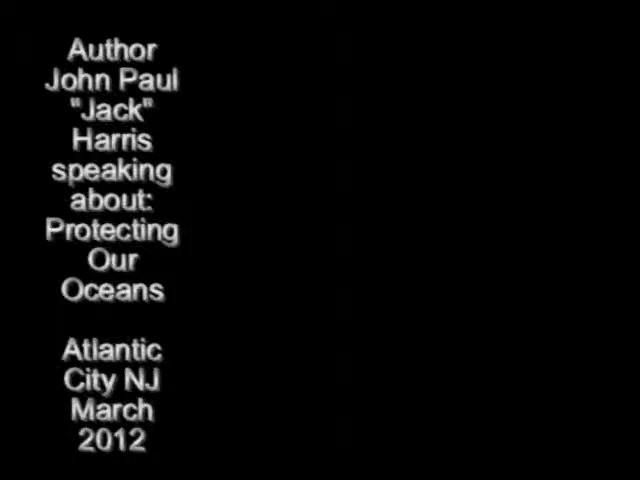 Author
John Paul
"Jack"
Harris
speaking
about:
Protecting
Our
Oceans
Atlantic
City NJ
March
2012